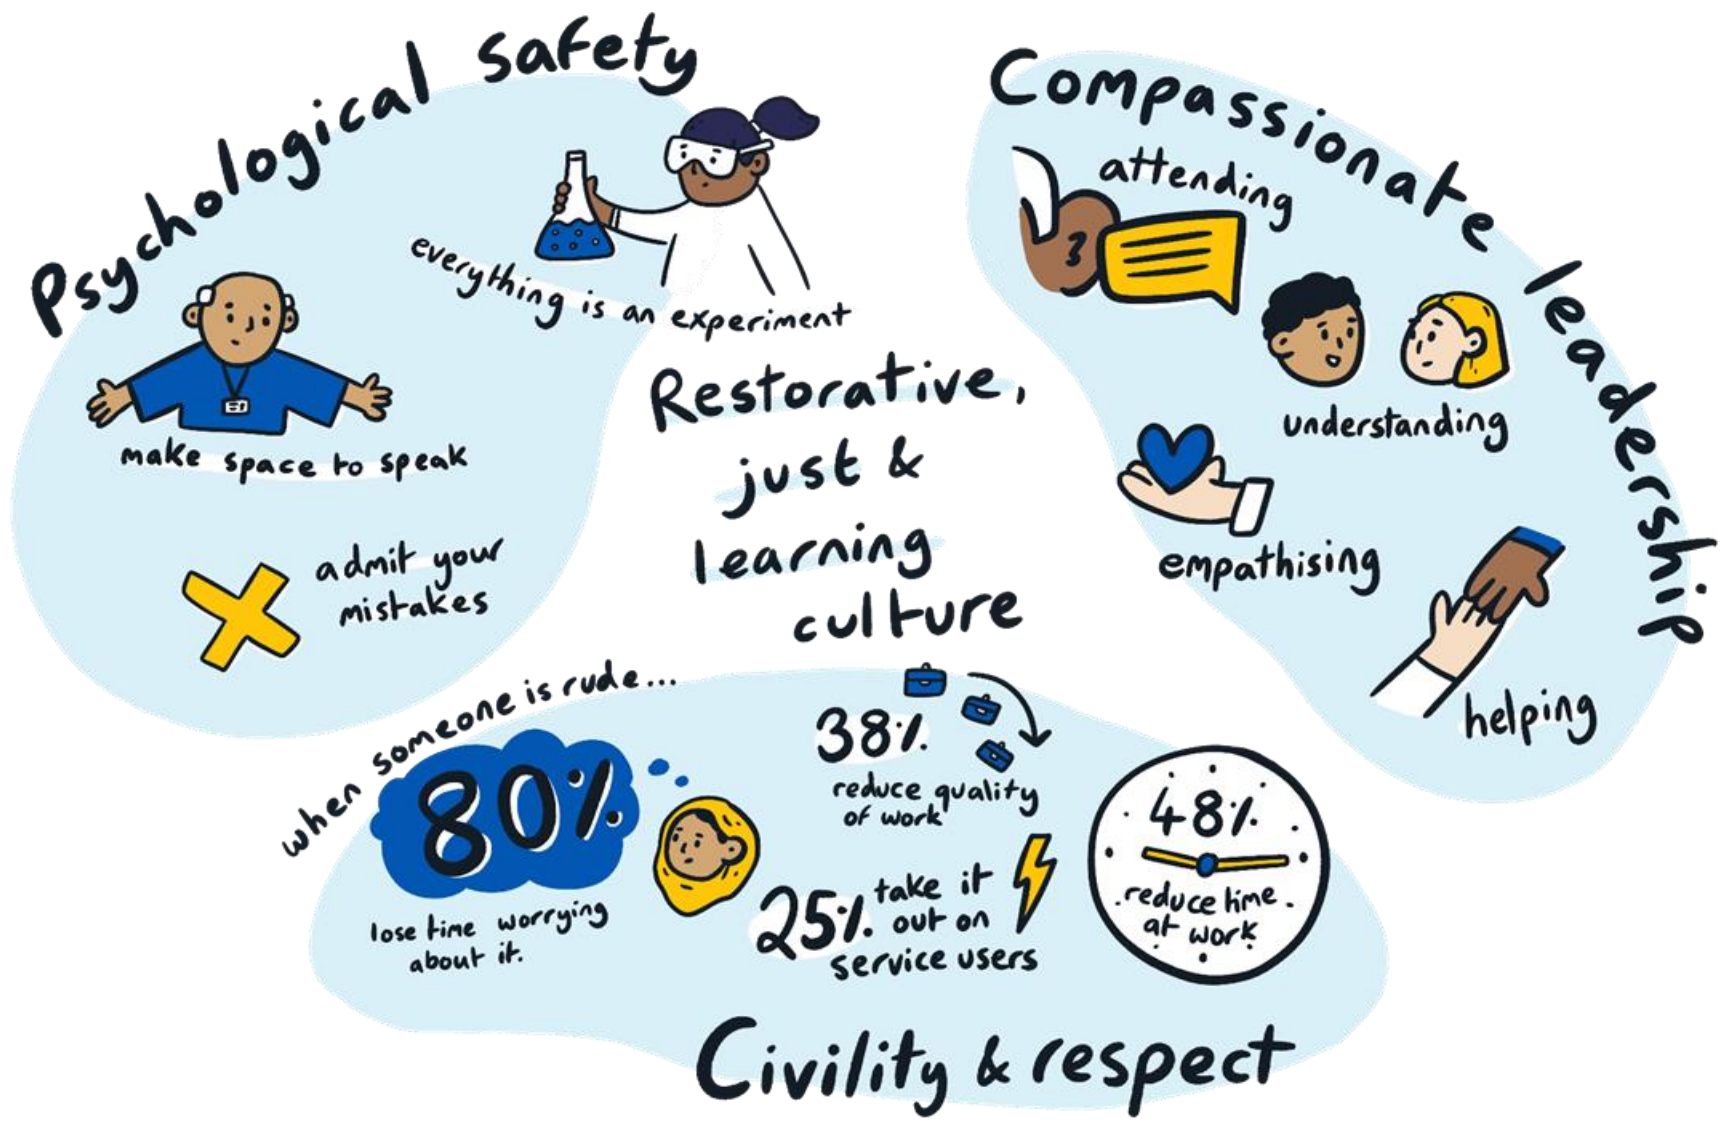 Psychological safety
everything is an experiment
make space to speak
admit your
mistakes
Compassionate leadership
attending
understanding
empathising
helping
Restorative,
just &
learning
culture
when someone is rude...
80%
lose time worrying
about it.
38%
reduce quality
of work
25% take it
out on
service users
48%
reduce time
at work
Civility & respect